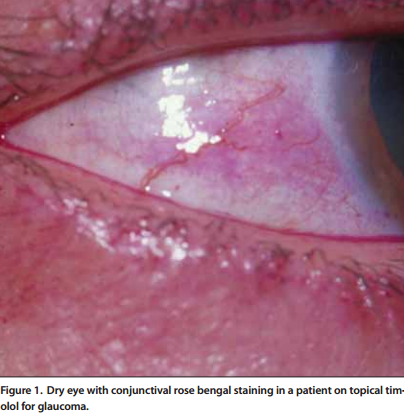 Figure 1. Dry eye with conjunctival rose bengal staining in a patient on topical tim-
olol for glaucoma.